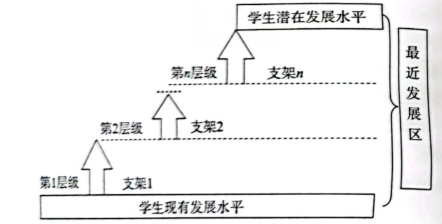 学生潜在发展水平
第n层级 支架n
第2层级 支架2
第1层级 支架1
学生现有发展水平
最近发展区